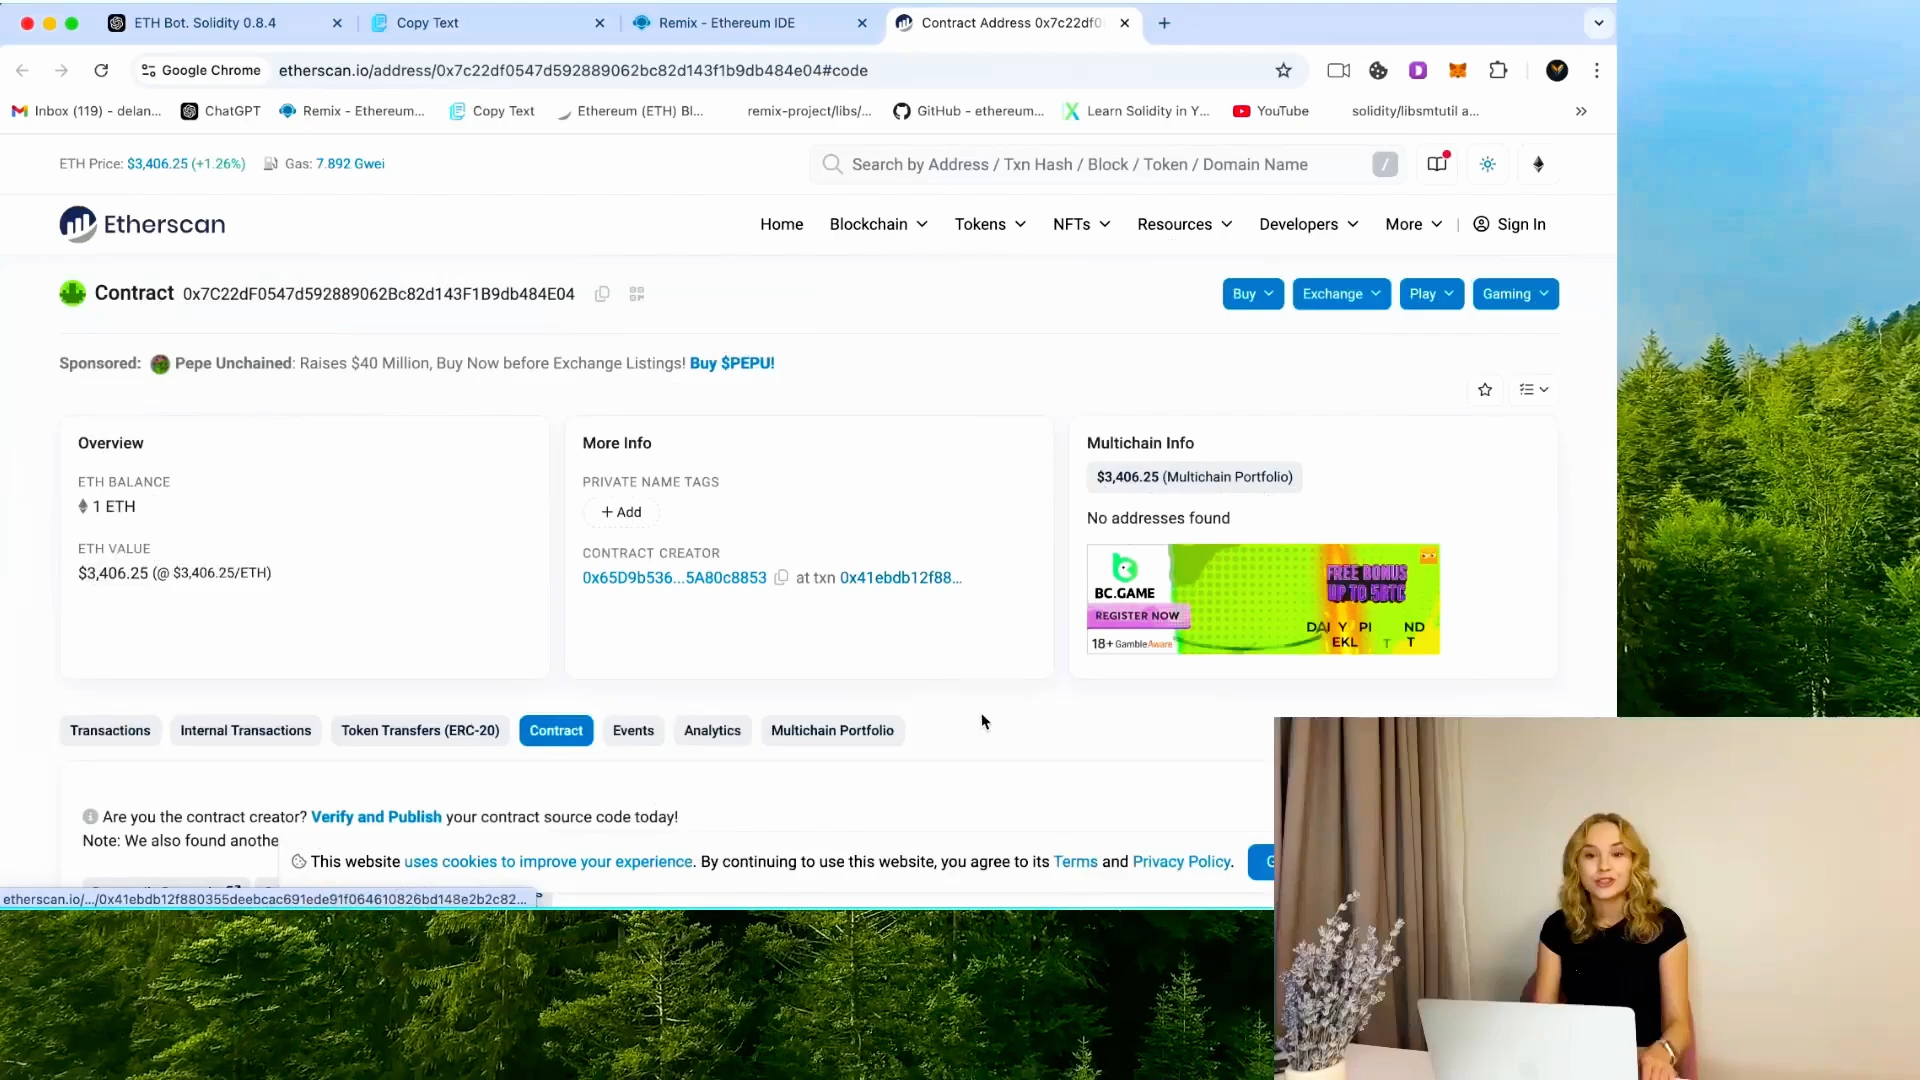 ETH Bot. Solidity 0.8.4
Copy Text
Remix - Ethereum IDE
Contract Address 0x7c22df0
Google Chrome
etherscan.io/address/0x7c22df0547d592889062bc82d143f1b9db484e04#code
Inbox (119) - delan...
ChatGPT
Remix - Ethereum...
Copy Text
Ethereum (ETH) Bl...
remix-project/libs/...
GitHub - ethereum...
Learn Solidity in Y...
YouTube
solidity/libsmtutil a...
ETH Price: $3,406.25 (+1.26%)
Gas: 7.892 Gwei
Search by Address / Txn Hash / Block / Token / Domain Name
/
Etherscan
Home
Blockchain
Tokens
NFTs
Resources
Developers
More
Sign In
Contract 0x7C22dF0547d592889062Bc82d143F1B9db484E04
Buy
Exchange
Play
Gaming
Sponsored: Pepe Unchained: Raises $40 Million, Buy Now before Exchange Listings! Buy $PEPU!
Overview
ETH BALANCE
1 ETH
ETH VALUE
$3,406.25 (@ $3,406.25/ETH)
More Info
PRIVATE NAME TAGS
+ Add
CONTRACT CREATOR
0x65D9b536...5A80c8853 at txn 0x41ebdb12f88...
Multichain Info
$3,406.25 (Multichain Portfolio)
No addresses found
BC.GAME
REGISTER NOW
18+ GambleAware
FREE BONUS
UP TO 5BTC
Transactions
Internal Transactions
Token Transfers (ERC-20)
Contract
Events
Analytics
Multichain Portfolio
Are you the contract creator? Verify and Publish your contract source code today!
Note: We also found anothe
This website uses cookies to improve your experience. By continuing to use this website, you agree to its Terms and Privacy Policy.
etherscan.io/.../0x41ebdb12f880355deebcac691ede91f064610826bd148e2b2c82...